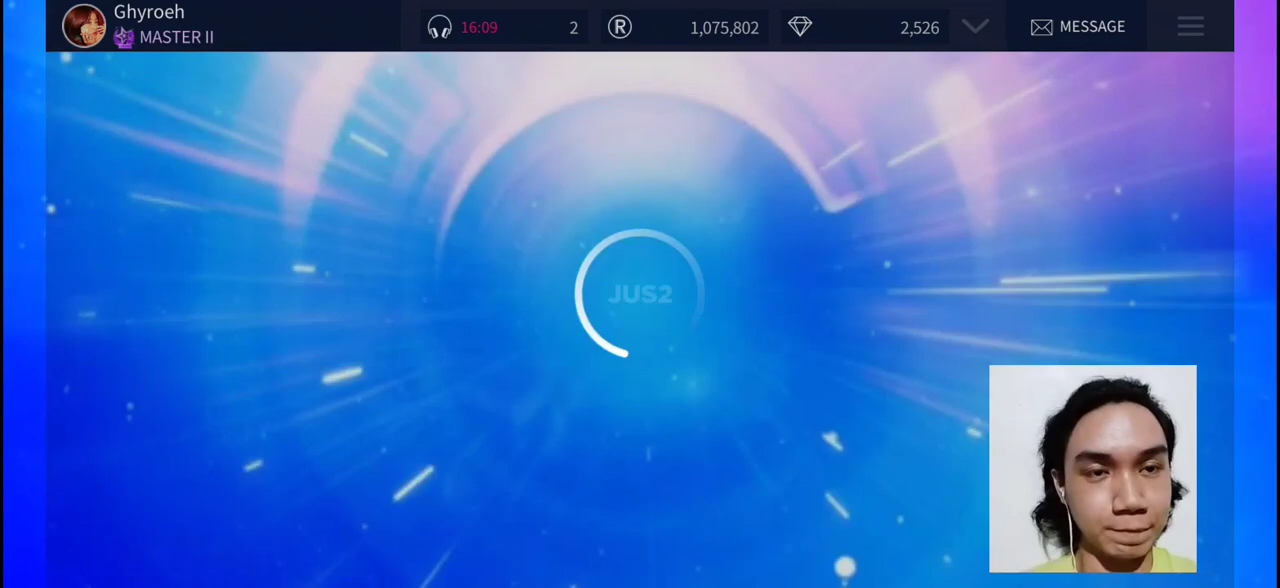 Ghyroeh
MASTER II
16:09
2
R
1,075,802
2,526
MESSAGE
JUS2